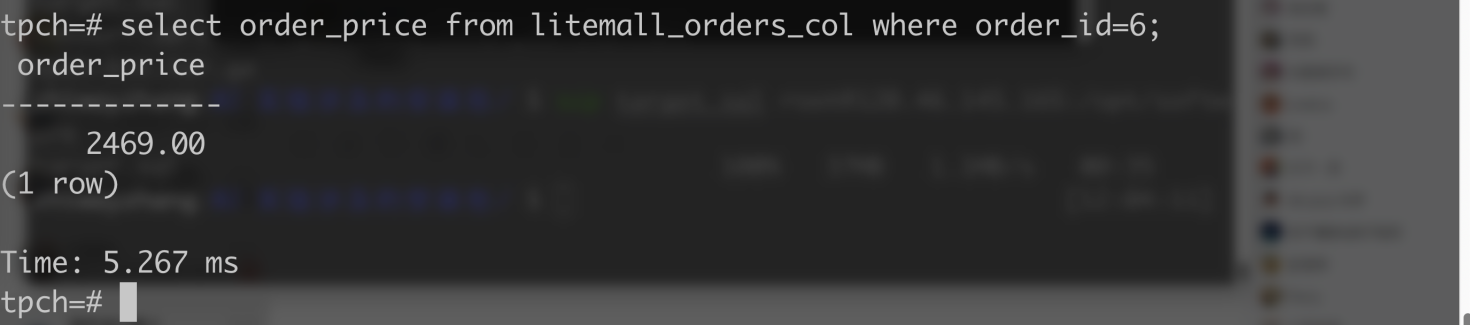 tpch=# select order_price from litemall_orders_col where order_id=6;
 order_price
-------------
     2469.00
(1 row)

Time: 5.267 ms
tpch=#